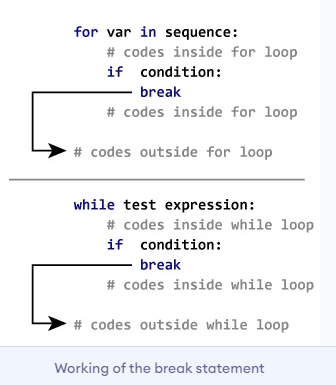 for var in sequence:
# codes inside for loop
if condition:
break
# codes inside for loop
# codes outside for loop
while test expression:
# codes inside while loop
if condition:
break
# codes inside while loop
# codes outside while loop
Working of the break statement